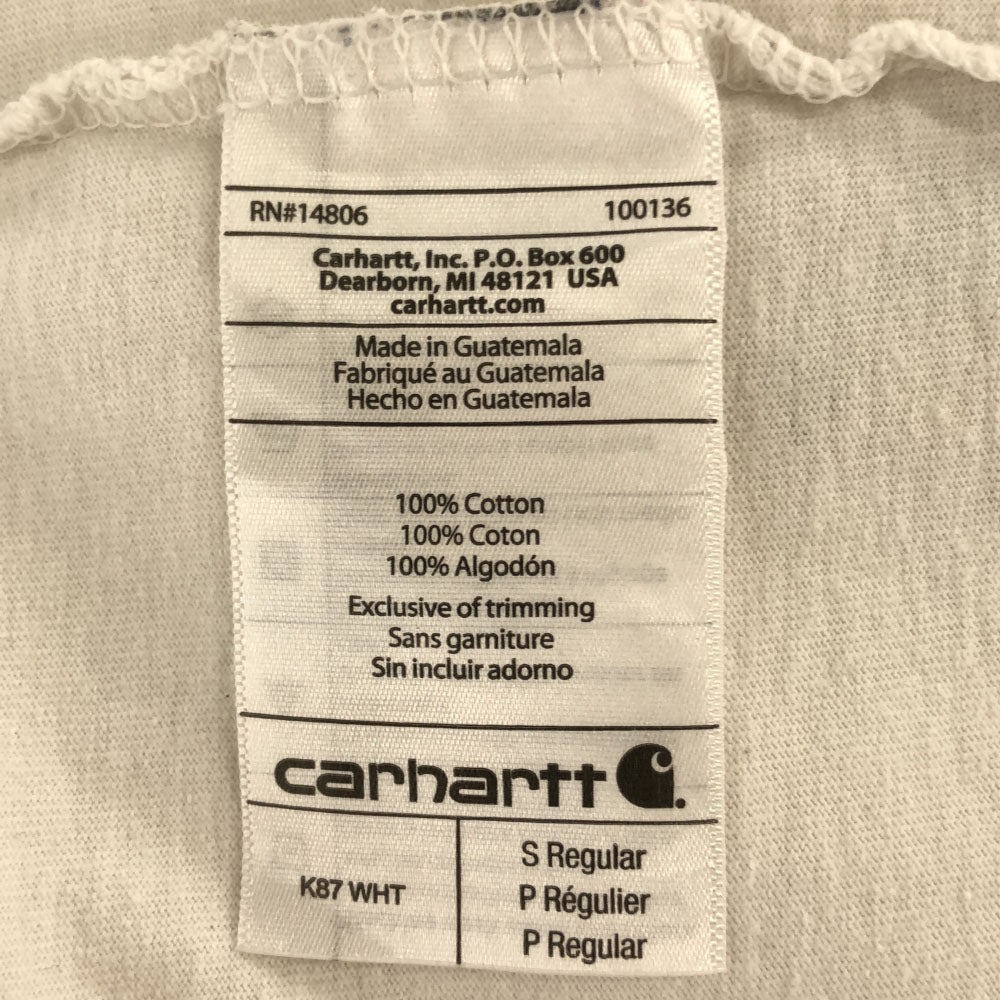 RN#14806 100136
Carhartt, Inc. P.O. Box 600
Dearborn, MI 48121 USA
carhartt.com
Made in Guatemala
Fabriqué au Guatemala
Hecho en Guatemala
100% Cotton
100% Coton
100% Algodón
Exclusive of trimming
Sans garniture
Sin incluir adorno
carhartt
K87 WHT
S Regular
P Régulier
P Regular